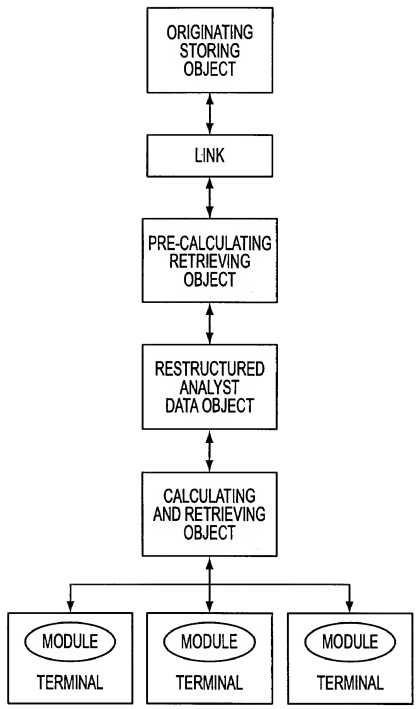 ORIGINATING
STORING
OBJECT
LINK
PRE-CALCULATING
RETRIEVING
OBJECT
RESTRUCTURED
ANALYST
DATA OBJECT
CALCULATING
AND RETRIEVING
OBJECT
MODULE
TERMINAL
MODULE
TERMINAL
MODULE
TERMINAL